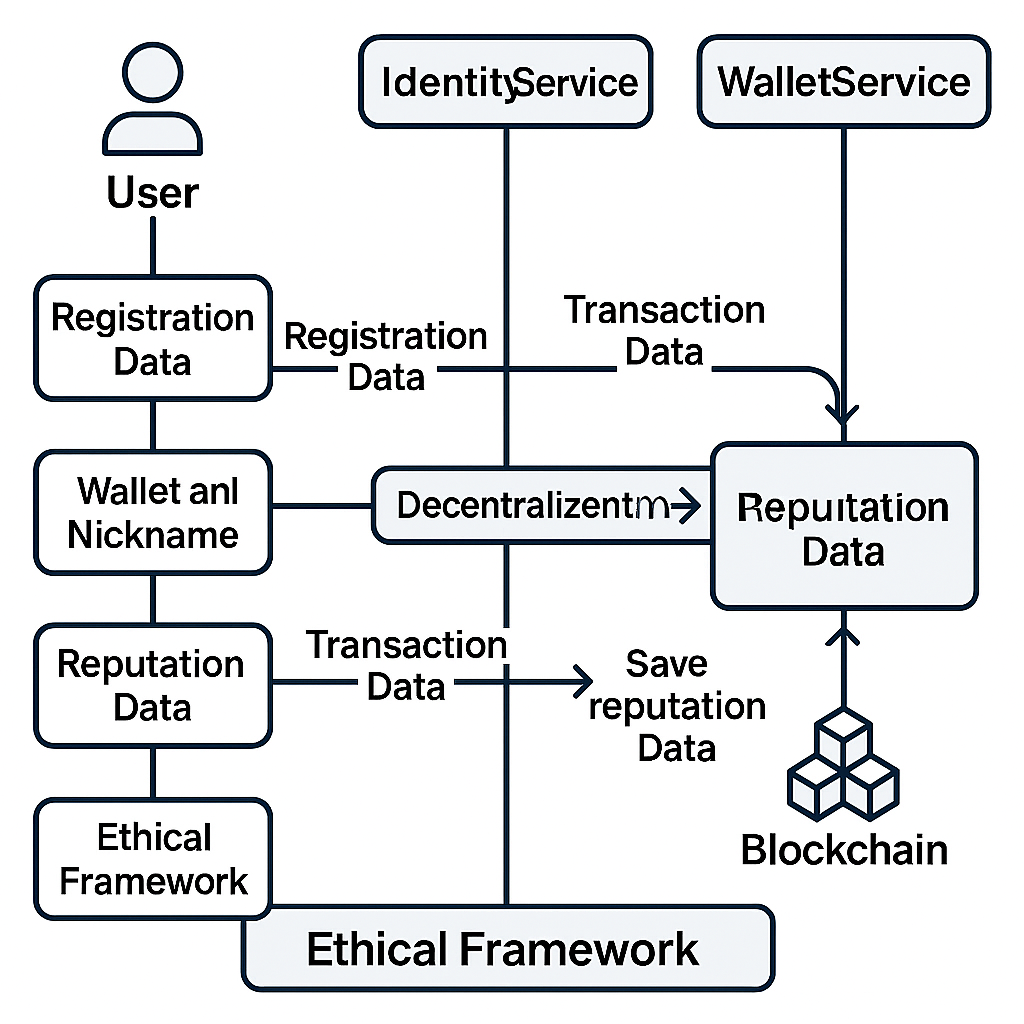 IdentityService
WalletService
User
Registration
Data
Registration
Data
Transaction
Data
Wallet anl
Nickname
Decentralizentm
Reputation
Data
Reputation
Data
Transaction
Data
Save
reputation
Data
Blockchain
Ethical
Framework
Ethical Framework